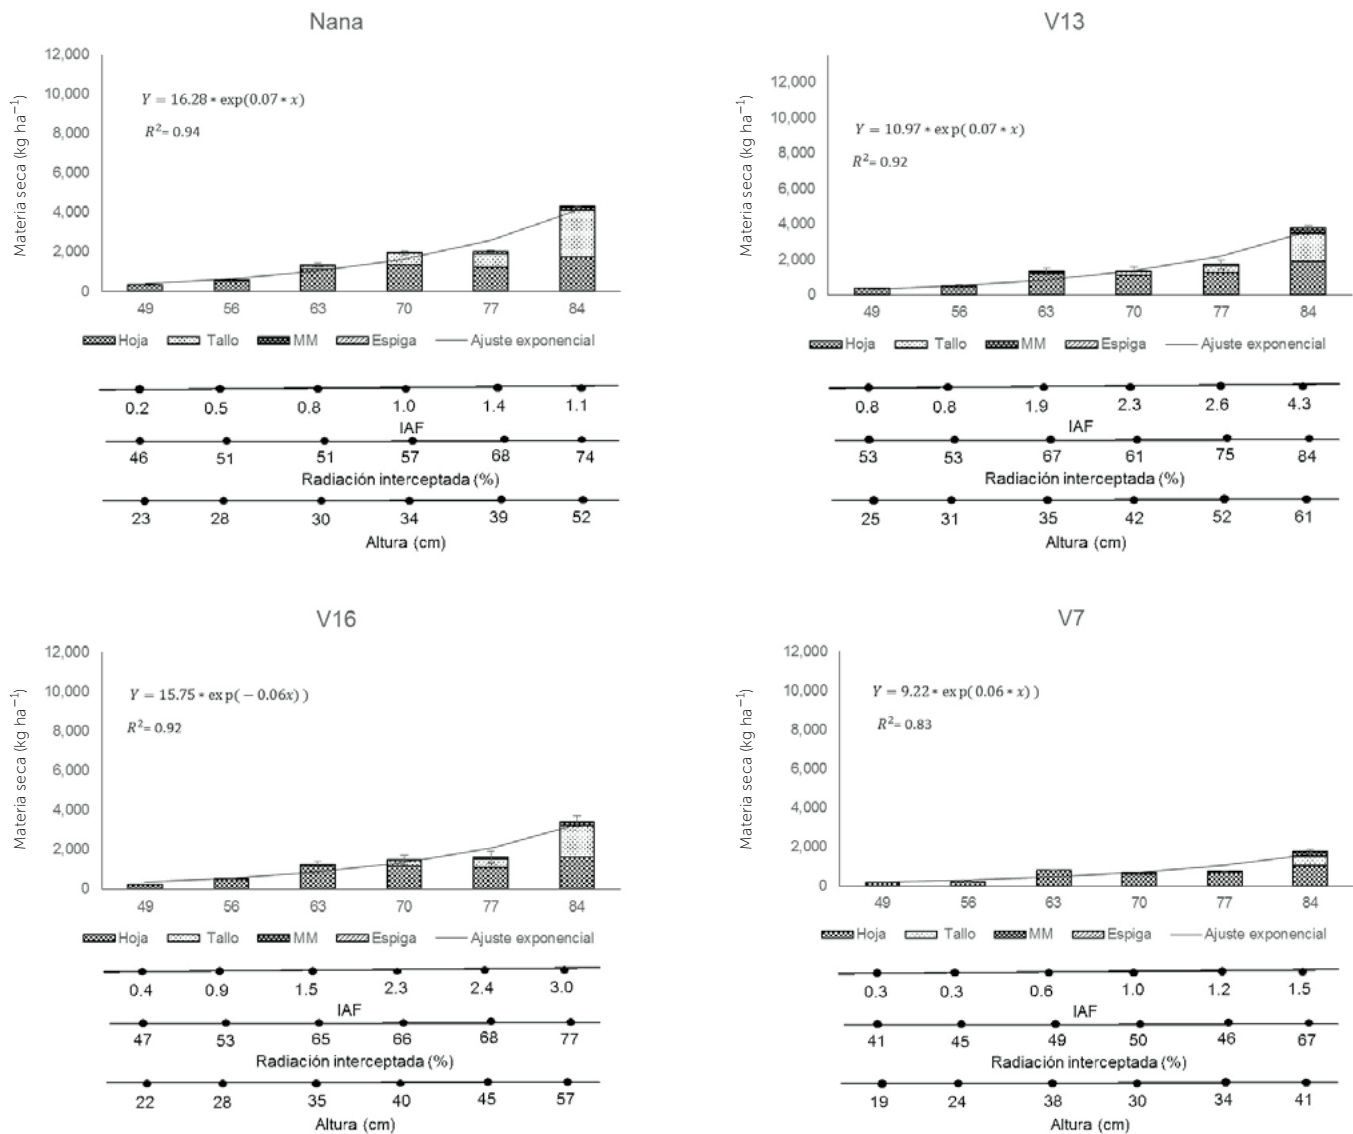 Nana
Materia seca (kg ha⁻¹)
12,000
10,000
8,000
6,000
4,000
2,000
0
Y = 16.28 * exp(0.07 * x)
R²= 0.94
49 56 63 70 77 84
Hoja Tallo MM Espiga Ajuste exponencial
0.2 0.5 0.8 1.0 1.4 1.1
IAF
46 51 51 57 68 74
Radiación interceptada (%)
23 28 30 34 39 52
Altura (cm)
V13
Materia seca (kg ha⁻¹)
12,000
10,000
8,000
6,000
4,000
2,000
0
Y = 10.97 * exp( 0.07 * x)
R²= 0.92
49 56 63 70 77 84
Hoja Tallo MM Espiga Ajuste exponencial
0.8 0.8 1.9 2.3 2.6 4.3
IAF
53 53 67 61 75 84
Radiación interceptada (%)
25 31 35 42 52 61
Altura (cm)
V16
Materia seca (kg ha⁻¹)
12,000
10,000
8,000
6,000
4,000
2,000
0
Y = 15.75 * exp( − 0.06x) )
R²= 0.92
49 56 63 70 77 84
Hoja Tallo MM Espiga Ajuste exponencial
0.4 0.9 1.5 2.3 2.4 3.0
IAF
47 53 65 66 68 77
Radiación interceptada (%)
22 28 35 40 45 57
Altura (cm)
V7
Materia seca (kg ha⁻¹)
12,000
10,000
8,000
6,000
4,000
2,000
0
Y = 9.22 * exp( 0.06 * x) )
R²= 0.83
49 56 63 70 77 84
Hoja Tallo MM Espiga Ajuste exponencial
0.3 0.3 0.6 1.0 1.2 1.5
IAF
41 45 49 50 46 67
Radiación interceptada (%)
19 24 38 30 34 41
Altura (cm)